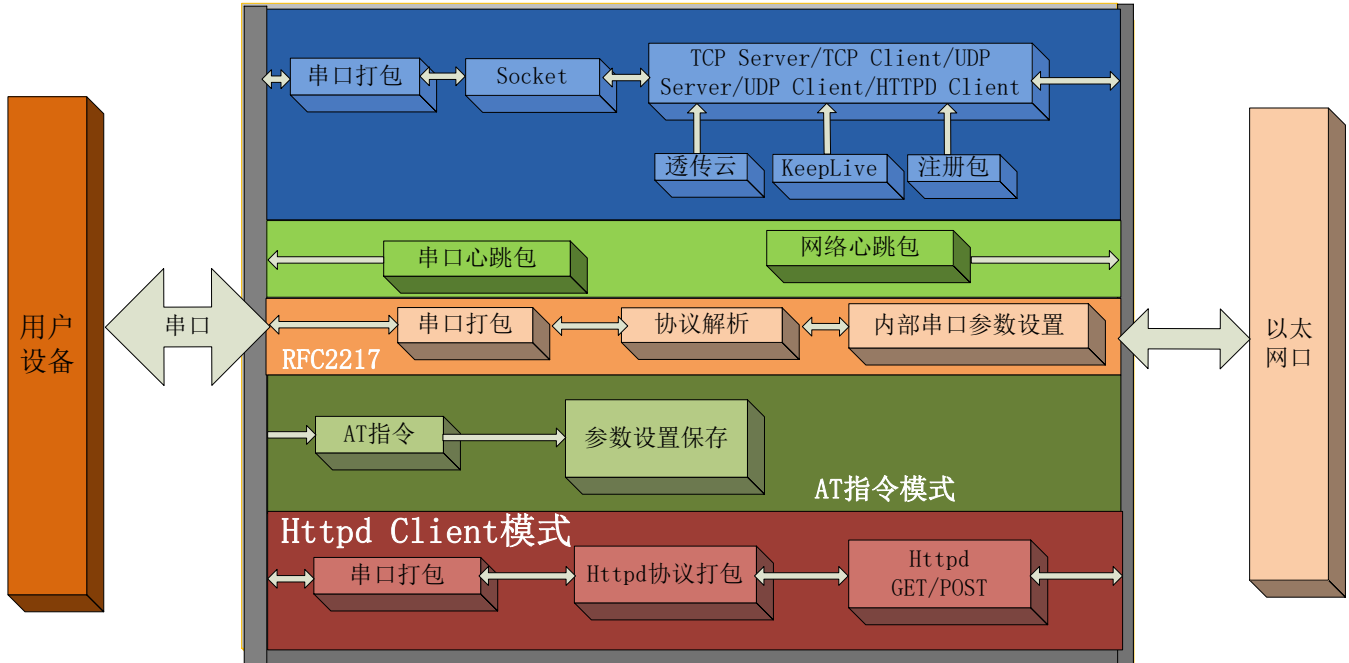 用户
设备
串口
串口打包
Socket
TCP Server/TCP Client/UDP
Server/UDP Client/HTTPD Client
透传云
KeepLive
注册包
串口心跳包
网络心跳包
串口打包
协议解析
内部串口参数设置
RFC2217
AT指令
参数设置保存
AT指令模式
Httpd Client模式
串口打包
Httpd协议打包
Httpd
GET/POST
以太
网口